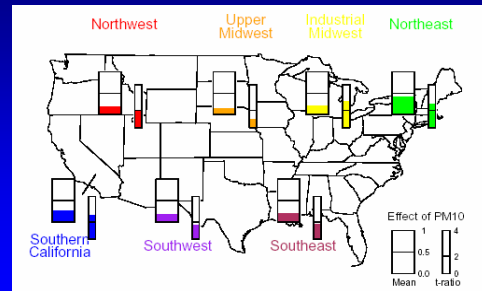 Northwest
Upper
Midwest
Industrial
Midwest
Northeast
Southern
California
Southwest
Southeast
Effect of PM10
1
0.5
0.0
Mean
4
2
0
t-ratio